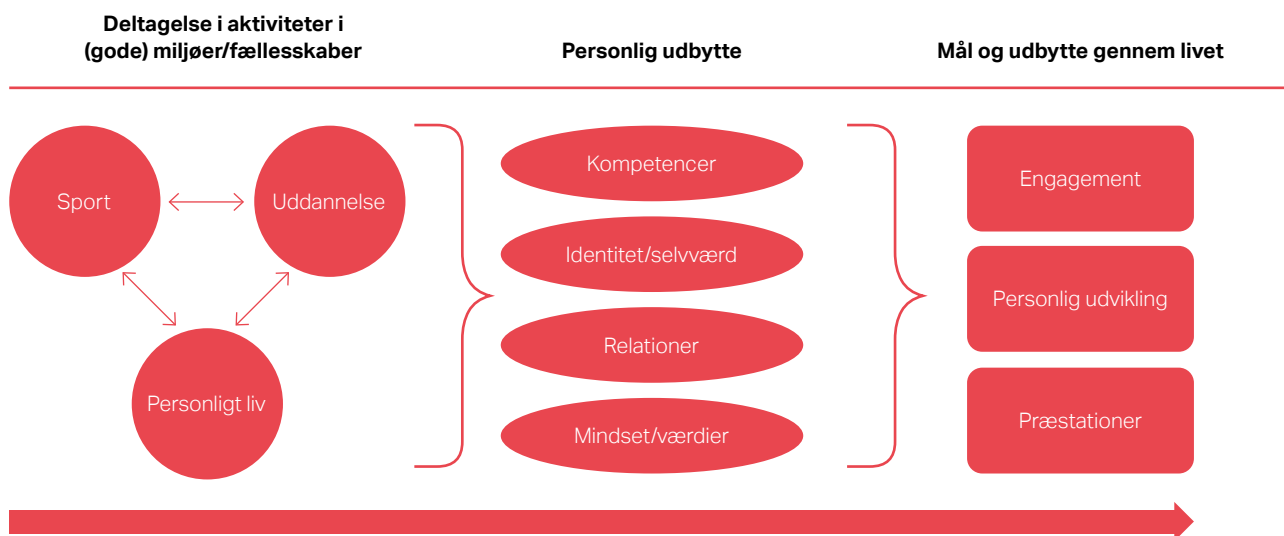 Deltagelse i aktiviteter i
(gode) miljøer/fællesskaber
Personlig udbytte
Mål og udbytte gennem livet
Sport
Uddannelse
Personligt liv
Kompetencer
Identitet/selvværd
Relationer
Mindset/værdier
Engagement
Personlig udvikling
Præstationer